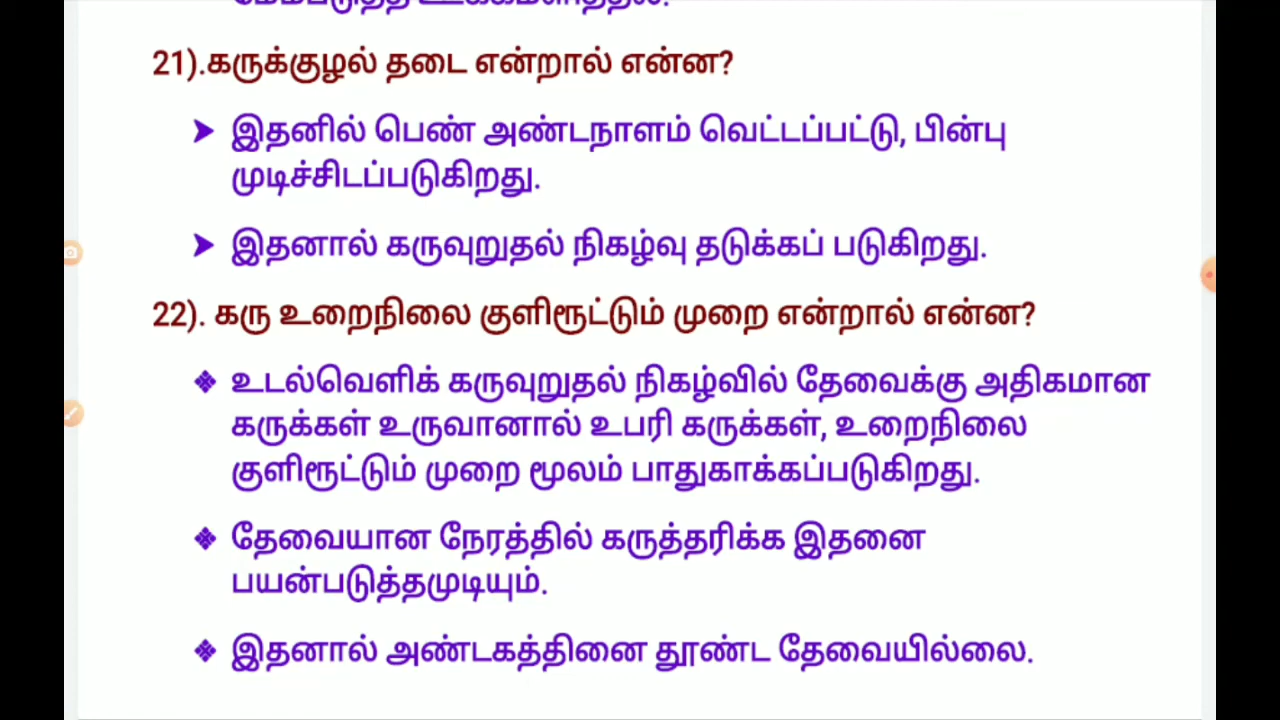 21).கருக்குழல் தடை என்றால் என்ன?
➤ இதனில் பெண் அண்டநாளம் வெட்டப்பட்டு, பின்பு
முடிச்சிடப்படுகிறது.
➤ இதனால் கருவுறுதல் நிகழ்வு தடுக்கப் படுகிறது.
22). கரு உறைநிலை குளிரூட்டும் முறை என்றால் என்ன?
❖ உடல்வெளிக் கருவுறுதல் நிகழ்வில் தேவைக்கு அதிகமான
கருக்கள் உருவானால் உபரி கருக்கள், உறைநிலை
குளிரூட்டும் முறை மூலம் பாதுகாக்கப்படுகிறது.
❖ தேவையான நேரத்தில் கருத்தரிக்க இதனை
பயன்படுத்தமுடியும்.
❖ இதனால் அண்டகத்தினை தூண்ட தேவையில்லை.